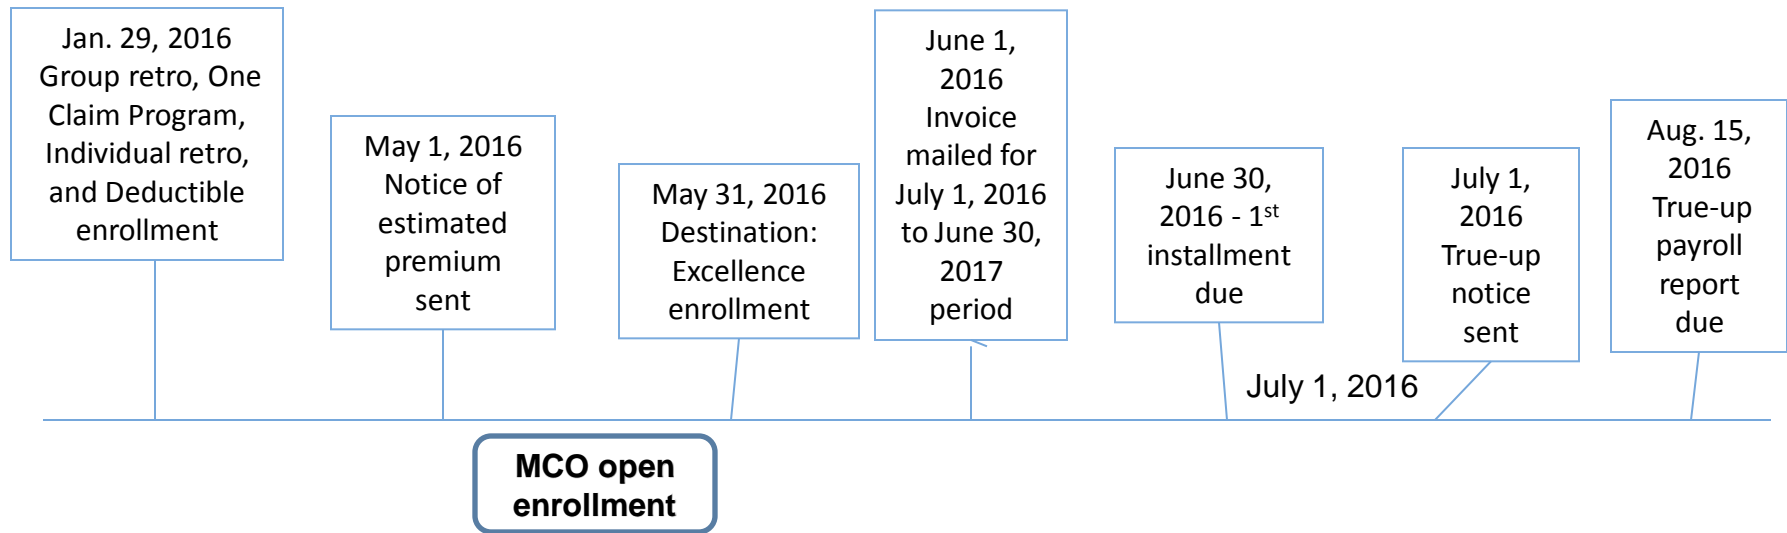 Jan. 29, 2016
Group retro, One
Claim Program,
Individual retro,
and Deductible
enrollment
May 1, 2016
Notice of
estimated
premium
sent
May 31, 2016
Destination:
Excellence
enrollment
June 1,
2016
Invoice
mailed for
July 1, 2016
to June 30,
2017
period
June 30,
2016 - 1st
installment
due
July 1,
2016
True-up
notice
sent
Aug. 15,
2016
True-up
payroll
report
due
July 1, 2016
MCO open
enrollment